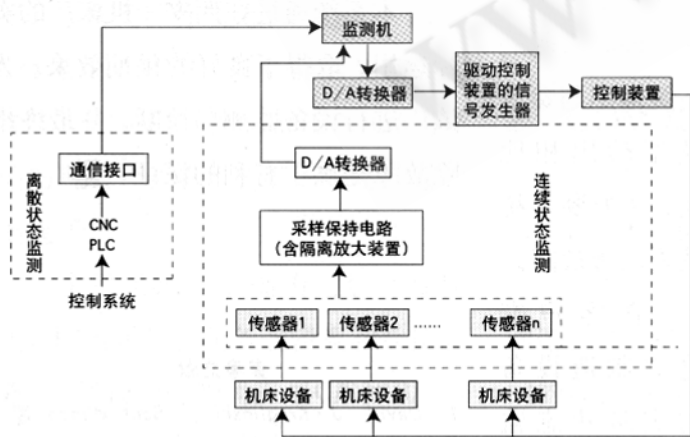 监测机
D/A转换器
驱动控制
装置的信
号发生器
控制装置
通信接口
CNC
PLC
控制系统
离散状态监测
D/A转换器
采样保持电路
(含隔离放大装置)
连续状态监测
传感器1
传感器2
......
传感器n
机床设备
机床设备
机床设备